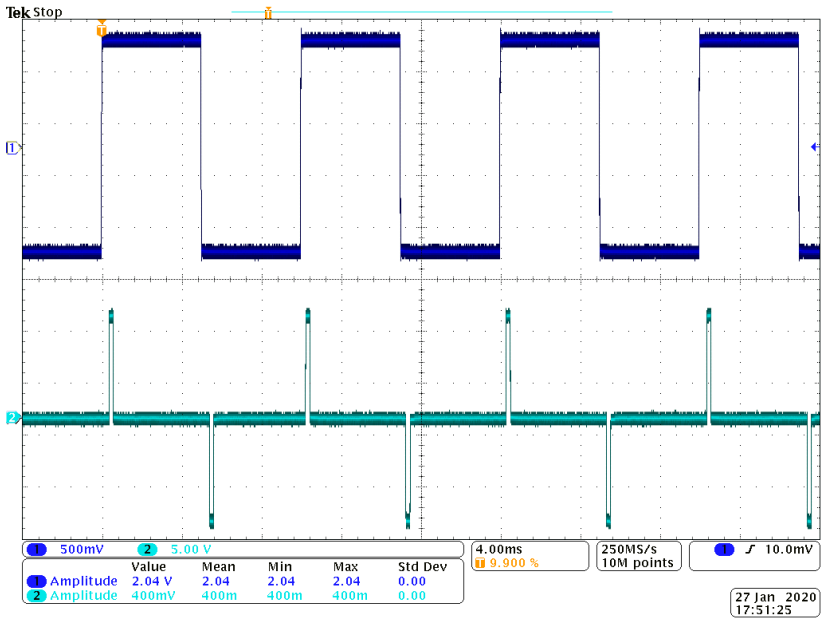 Tek Stop
T
T
1
2
1 500mV 2 5.00 V
4.00ms
T 9.900 %
250MS/s
10M points
1 10.0mV
Value Mean Min Max Std Dev
1 Amplitude 2.04 V 2.04 2.04 2.04 0.00
2 Amplitude 400mV 400m 400m 400m 0.00
27 Jan 2020
17:51:25